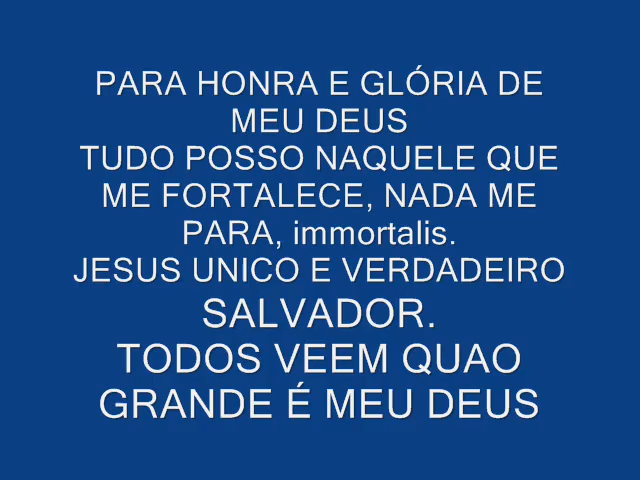 PARA HONRA E GLÓRIA DE
MEU DEUS
TUDO POSSO NAQUELE QUE
ME FORTALECE, NADA ME
PARA, immortalis.
JESUS UNICO E VERDADEIRO
SALVADOR.
TODOS VEEM QUAO
GRANDE É MEU DEUS